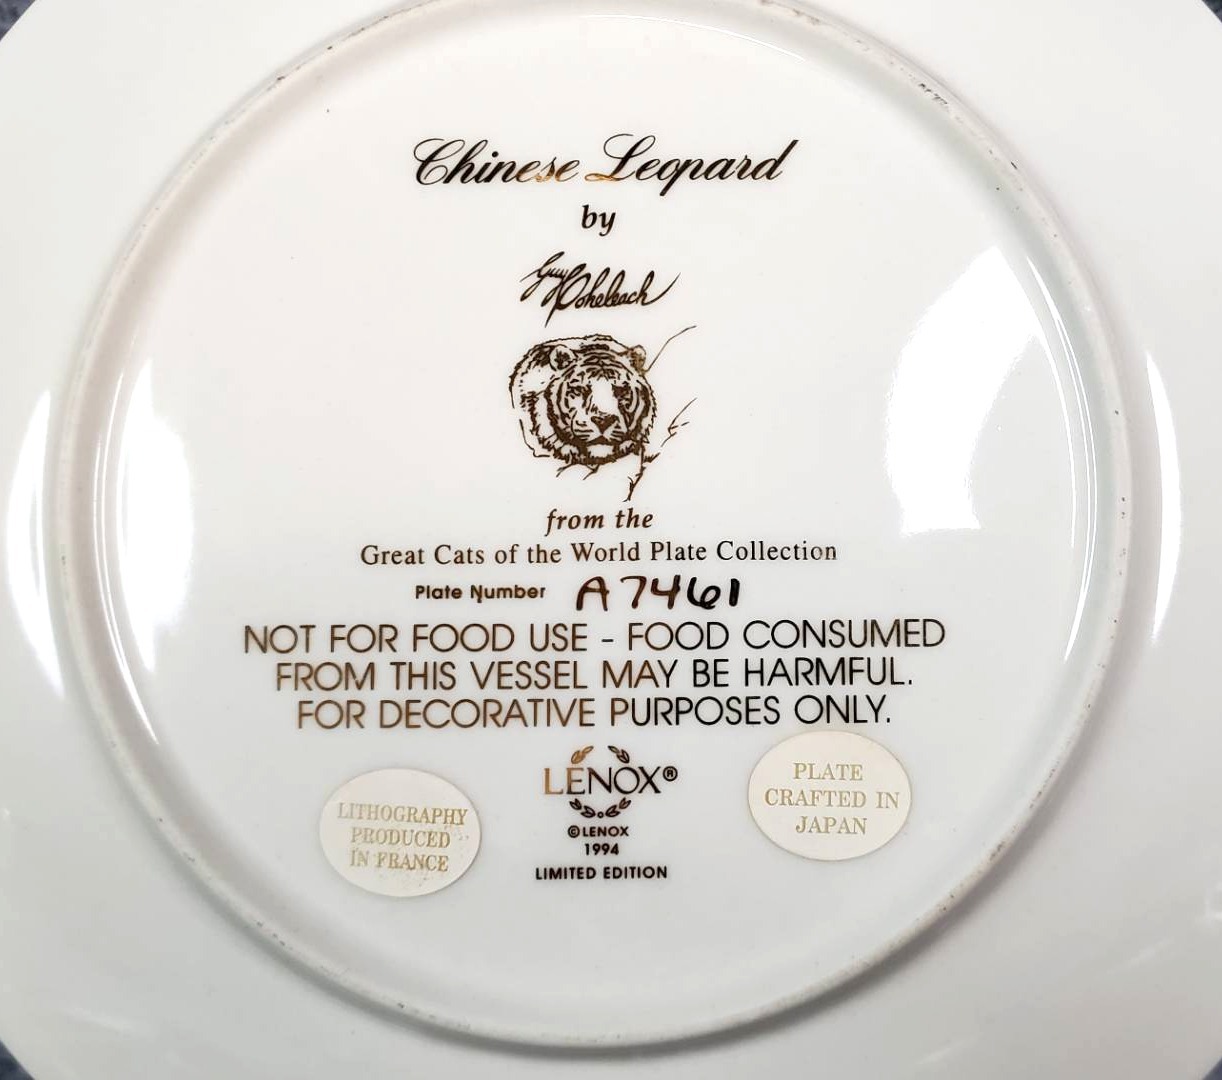 Chinese Leopard
by
Guy Coheleach
from the
Great Cats of the World Plate Collection
Plate Number A7461
NOT FOR FOOD USE - FOOD CONSUMED
FROM THIS VESSEL MAY BE HARMFUL.
FOR DECORATIVE PURPOSES ONLY.
LENOX®
© LENOX
1994
LIMITED EDITION
LITHOGRAPHY
PRODUCED
IN FRANCE
PLATE
CRAFTED IN
JAPAN